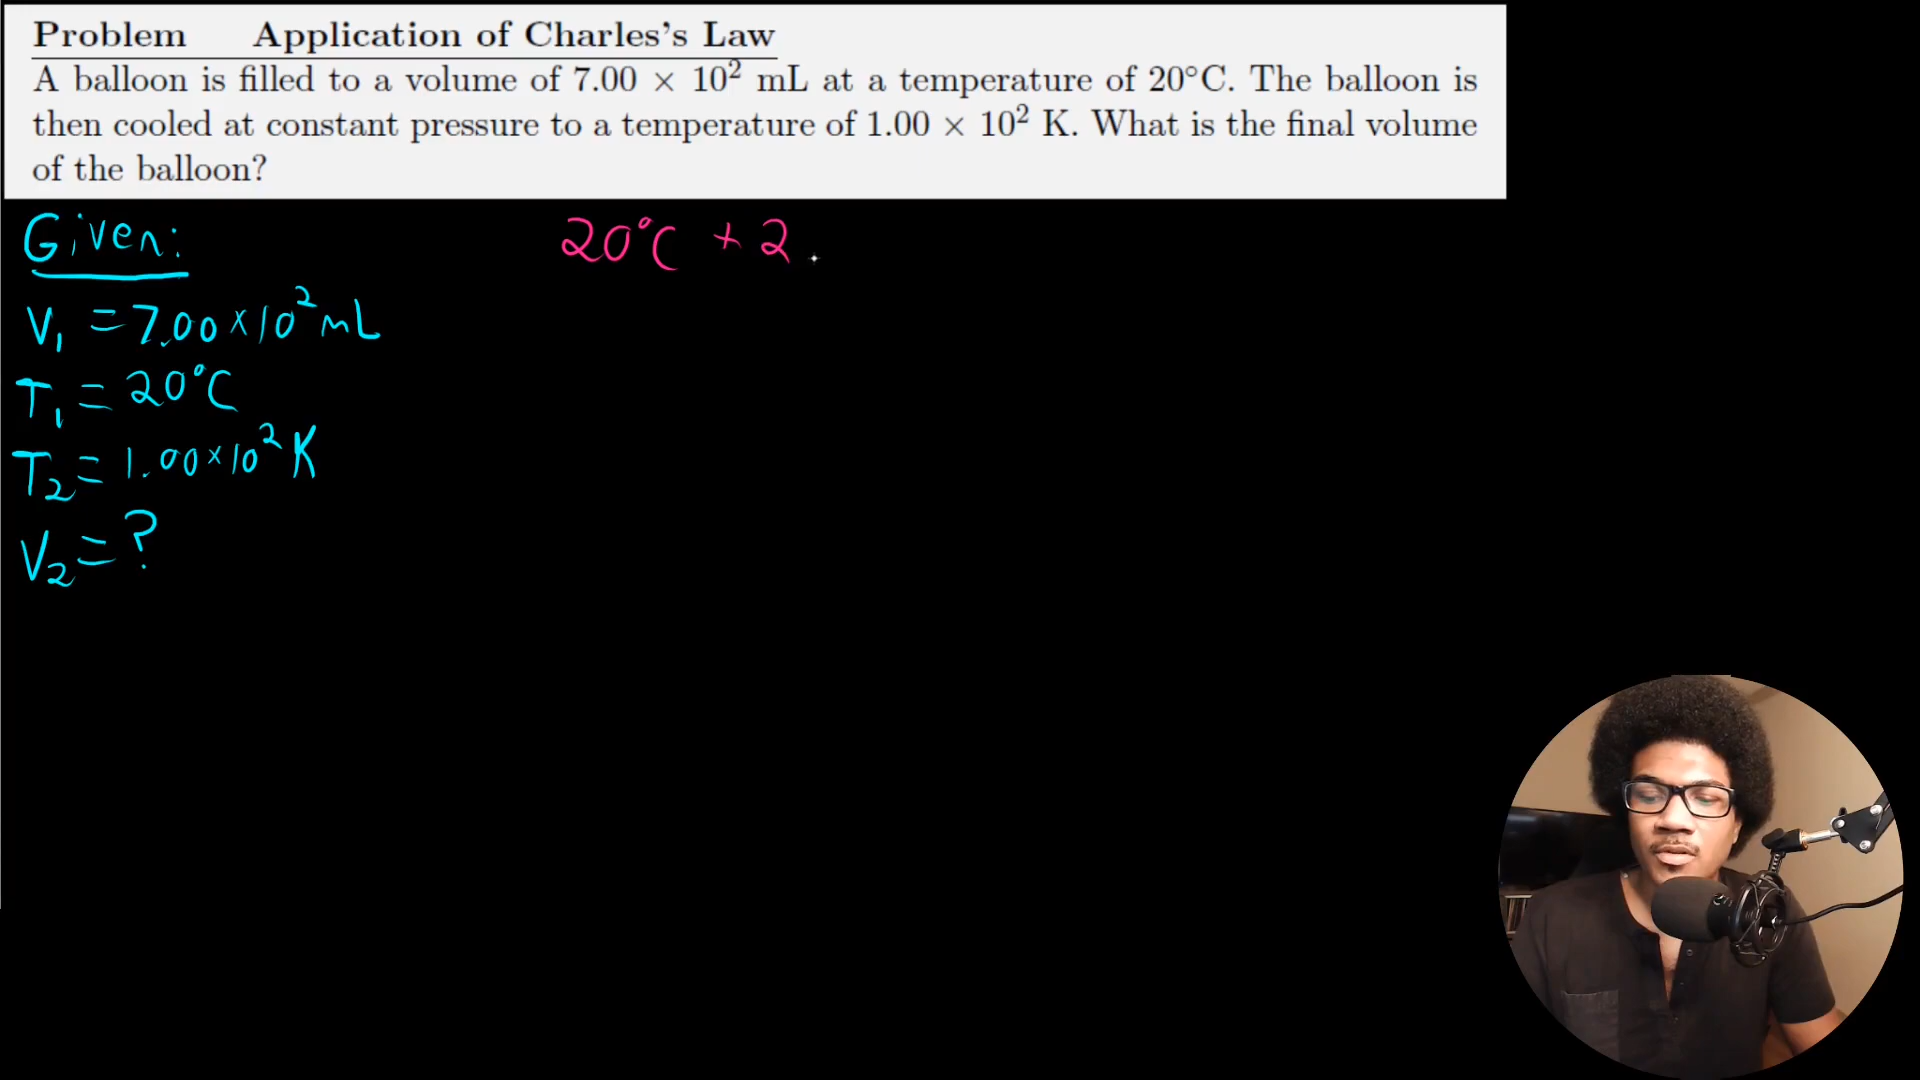 Problem Application of Charles's Law
A balloon is filled to a volume of 7.00 × 10² mL at a temperature of 20°C. The balloon is
then cooled at constant pressure to a temperature of 1.00 × 10² K. What is the final volume
of the balloon?
Given:
20°C + 2
V₁ = 7.00 × 10² mL
T₁ = 20°C
T₂ = 1.00 × 10² K
V₂ = ?